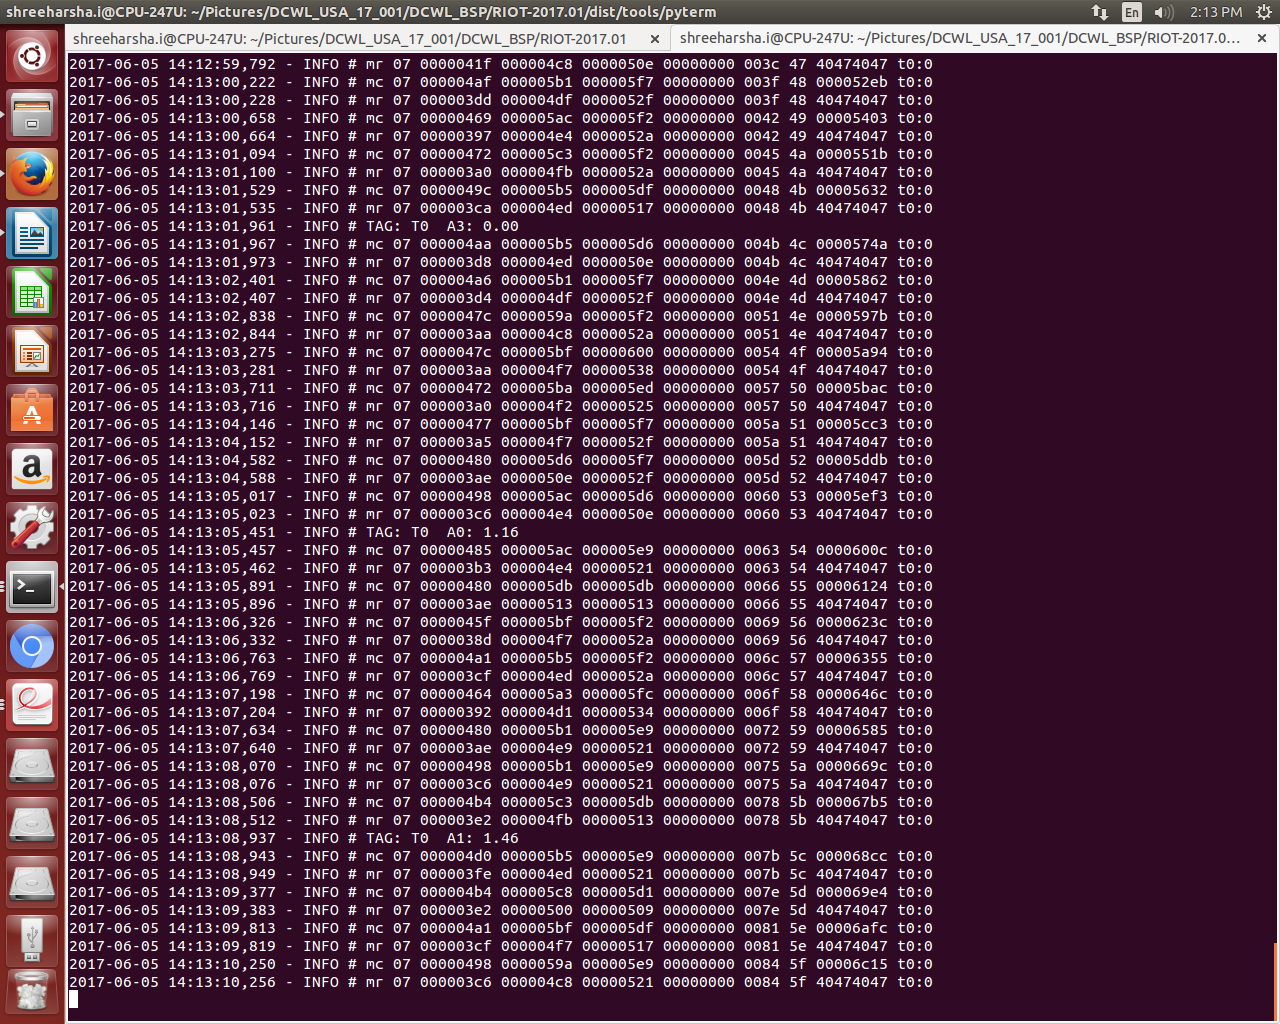 shreeharsha.i@CPU-247U: ~/Pictures/DCWL_USA_17_001/DCWL_BSP/RIOT-2017.01/dist/tools/pyterm
En
2:13 PM
shreeharsha.i@CPU-247U: ~/Pictures/DCWL_USA_17_001/DCWL_BSP/RIOT-2017.01 ×
shreeharsha.i@CPU-247U: ~/Pictures/DCWL_USA_17_001/DCWL_BSP/RIOT-2017.0... ×
2017-06-05 14:12:59,792 - INFO # mr 07 0000041f 000004c8 0000050e 00000000 003c 47 40474047 t0:0
2017-06-05 14:13:00,222 - INFO # mc 07 000004af 000005b1 000005f7 00000000 003f 48 000052eb t0:0
2017-06-05 14:13:00,228 - INFO # mr 07 000003dd 000004df 0000052f 00000000 003f 48 40474047 t0:0
2017-06-05 14:13:00,658 - INFO # mc 07 00000469 000005ac 000005f2 00000000 0042 49 00005403 t0:0
2017-06-05 14:13:00,664 - INFO # mr 07 00000397 000004e4 0000052a 00000000 0042 49 40474047 t0:0
2017-06-05 14:13:01,094 - INFO # mc 07 00000472 000005c3 000005f2 00000000 0045 4a 0000551b t0:0
2017-06-05 14:13:01,100 - INFO # mr 07 000003a0 000004fb 0000052a 00000000 0045 4a 40474047 t0:0
2017-06-05 14:13:01,529 - INFO # mc 07 0000049c 000005b5 000005df 00000000 0048 4b 00005632 t0:0
2017-06-05 14:13:01,535 - INFO # mr 07 000003ca 000004ed 00000517 00000000 0048 4b 40474047 t0:0
2017-06-05 14:13:01,961 - INFO # TAG: T0  A3: 0.00
2017-06-05 14:13:01,967 - INFO # mc 07 000004aa 000005b5 000005d6 00000000 004b 4c 0000574a t0:0
2017-06-05 14:13:01,973 - INFO # mr 07 000003d8 000004ed 0000050e 00000000 004b 4c 40474047 t0:0
2017-06-05 14:13:02,401 - INFO # mc 07 000004a6 000005b1 000005f7 00000000 004e 4d 00005862 t0:0
2017-06-05 14:13:02,407 - INFO # mr 07 000003d4 000004df 0000052f 00000000 004e 4d 40474047 t0:0
2017-06-05 14:13:02,838 - INFO # mc 07 0000047c 0000059a 000005f2 00000000 0051 4e 0000597b t0:0
2017-06-05 14:13:02,844 - INFO # mr 07 000003aa 000004c8 0000052a 00000000 0051 4e 40474047 t0:0
2017-06-05 14:13:03,275 - INFO # mc 07 0000047c 000005bf 00000600 00000000 0054 4f 00005a94 t0:0
2017-06-05 14:13:03,281 - INFO # mr 07 000003aa 000004f7 00000538 00000000 0054 4f 40474047 t0:0
2017-06-05 14:13:03,711 - INFO # mc 07 00000472 000005ba 000005ed 00000000 0057 50 00005bac t0:0
2017-06-05 14:13:03,716 - INFO # mr 07 000003a0 000004f2 00000525 00000000 0057 50 40474047 t0:0
2017-06-05 14:13:04,146 - INFO # mc 07 00000477 000005bf 000005f7 00000000 005a 51 00005cc3 t0:0
2017-06-05 14:13:04,152 - INFO # mr 07 000003a5 000004f7 0000052f 00000000 005a 51 40474047 t0:0
2017-06-05 14:13:04,582 - INFO # mc 07 00000480 000005d6 000005f7 00000000 005d 52 00005ddb t0:0
2017-06-05 14:13:04,588 - INFO # mr 07 000003ae 0000050e 0000052f 00000000 005d 52 40474047 t0:0
2017-06-05 14:13:05,017 - INFO # mc 07 00000498 000005ac 000005d6 00000000 0060 53 00005ef3 t0:0
2017-06-05 14:13:05,023 - INFO # mr 07 000003c6 000004e4 0000050e 00000000 0060 53 40474047 t0:0
2017-06-05 14:13:05,451 - INFO # TAG: T0  A0: 1.16
2017-06-05 14:13:05,457 - INFO # mc 07 00000485 000005ac 000005e9 00000000 0063 54 0000600c t0:0
2017-06-05 14:13:05,462 - INFO # mr 07 000003b3 000004e4 00000521 00000000 0063 54 40474047 t0:0
2017-06-05 14:13:05,891 - INFO # mc 07 00000480 000005db 000005db 00000000 0066 55 00006124 t0:0
2017-06-05 14:13:05,896 - INFO # mr 07 000003ae 00000513 00000513 00000000 0066 55 40474047 t0:0
2017-06-05 14:13:06,326 - INFO # mc 07 0000045f 000005bf 000005f2 00000000 0069 56 0000623c t0:0
2017-06-05 14:13:06,332 - INFO # mr 07 0000038d 000004f7 0000052a 00000000 0069 56 40474047 t0:0
2017-06-05 14:13:06,763 - INFO # mc 07 000004a1 000005b5 000005f2 00000000 006c 57 00006355 t0:0
2017-06-05 14:13:06,769 - INFO # mr 07 000003cf 000004ed 0000052a 00000000 006c 57 40474047 t0:0
2017-06-05 14:13:07,198 - INFO # mc 07 00000464 000005a3 000005fc 00000000 006f 58 0000646c t0:0
2017-06-05 14:13:07,204 - INFO # mr 07 00000392 000004d1 00000534 00000000 006f 58 40474047 t0:0
2017-06-05 14:13:07,634 - INFO # mc 07 00000480 000005b1 000005e9 00000000 0072 59 00006585 t0:0
2017-06-05 14:13:07,640 - INFO # mr 07 000003ae 000004e9 00000521 00000000 0072 59 40474047 t0:0
2017-06-05 14:13:08,070 - INFO # mc 07 00000498 000005b1 000005e9 00000000 0075 5a 0000669c t0:0
2017-06-05 14:13:08,076 - INFO # mr 07 000003c6 000004e9 00000521 00000000 0075 5a 40474047 t0:0
2017-06-05 14:13:08,506 - INFO # mc 07 000004b4 000005c3 000005db 00000000 0078 5b 000067b5 t0:0
2017-06-05 14:13:08,512 - INFO # mr 07 000003e2 000004fb 00000513 00000000 0078 5b 40474047 t0:0
2017-06-05 14:13:08,937 - INFO # TAG: T0  A1: 1.46
2017-06-05 14:13:08,943 - INFO # mc 07 000004d0 000005b5 000005e9 00000000 007b 5c 000068cc t0:0
2017-06-05 14:13:08,949 - INFO # mr 07 000003fe 000004ed 00000521 00000000 007b 5c 40474047 t0:0
2017-06-05 14:13:09,377 - INFO # mc 07 000004b4 000005c8 000005d1 00000000 007e 5d 000069e4 t0:0
2017-06-05 14:13:09,383 - INFO # mr 07 000003e2 00000500 00000509 00000000 007e 5d 40474047 t0:0
2017-06-05 14:13:09,813 - INFO # mc 07 000004a1 000005bf 000005df 00000000 0081 5e 00006afc t0:0
2017-06-05 14:13:09,819 - INFO # mr 07 000003cf 000004f7 00000517 00000000 0081 5e 40474047 t0:0
2017-06-05 14:13:10,250 - INFO # mc 07 00000498 0000059a 000005e9 00000000 0084 5f 00006c15 t0:0
2017-06-05 14:13:10,256 - INFO # mr 07 000003c6 000004c8 00000521 00000000 0084 5f 40474047 t0:0